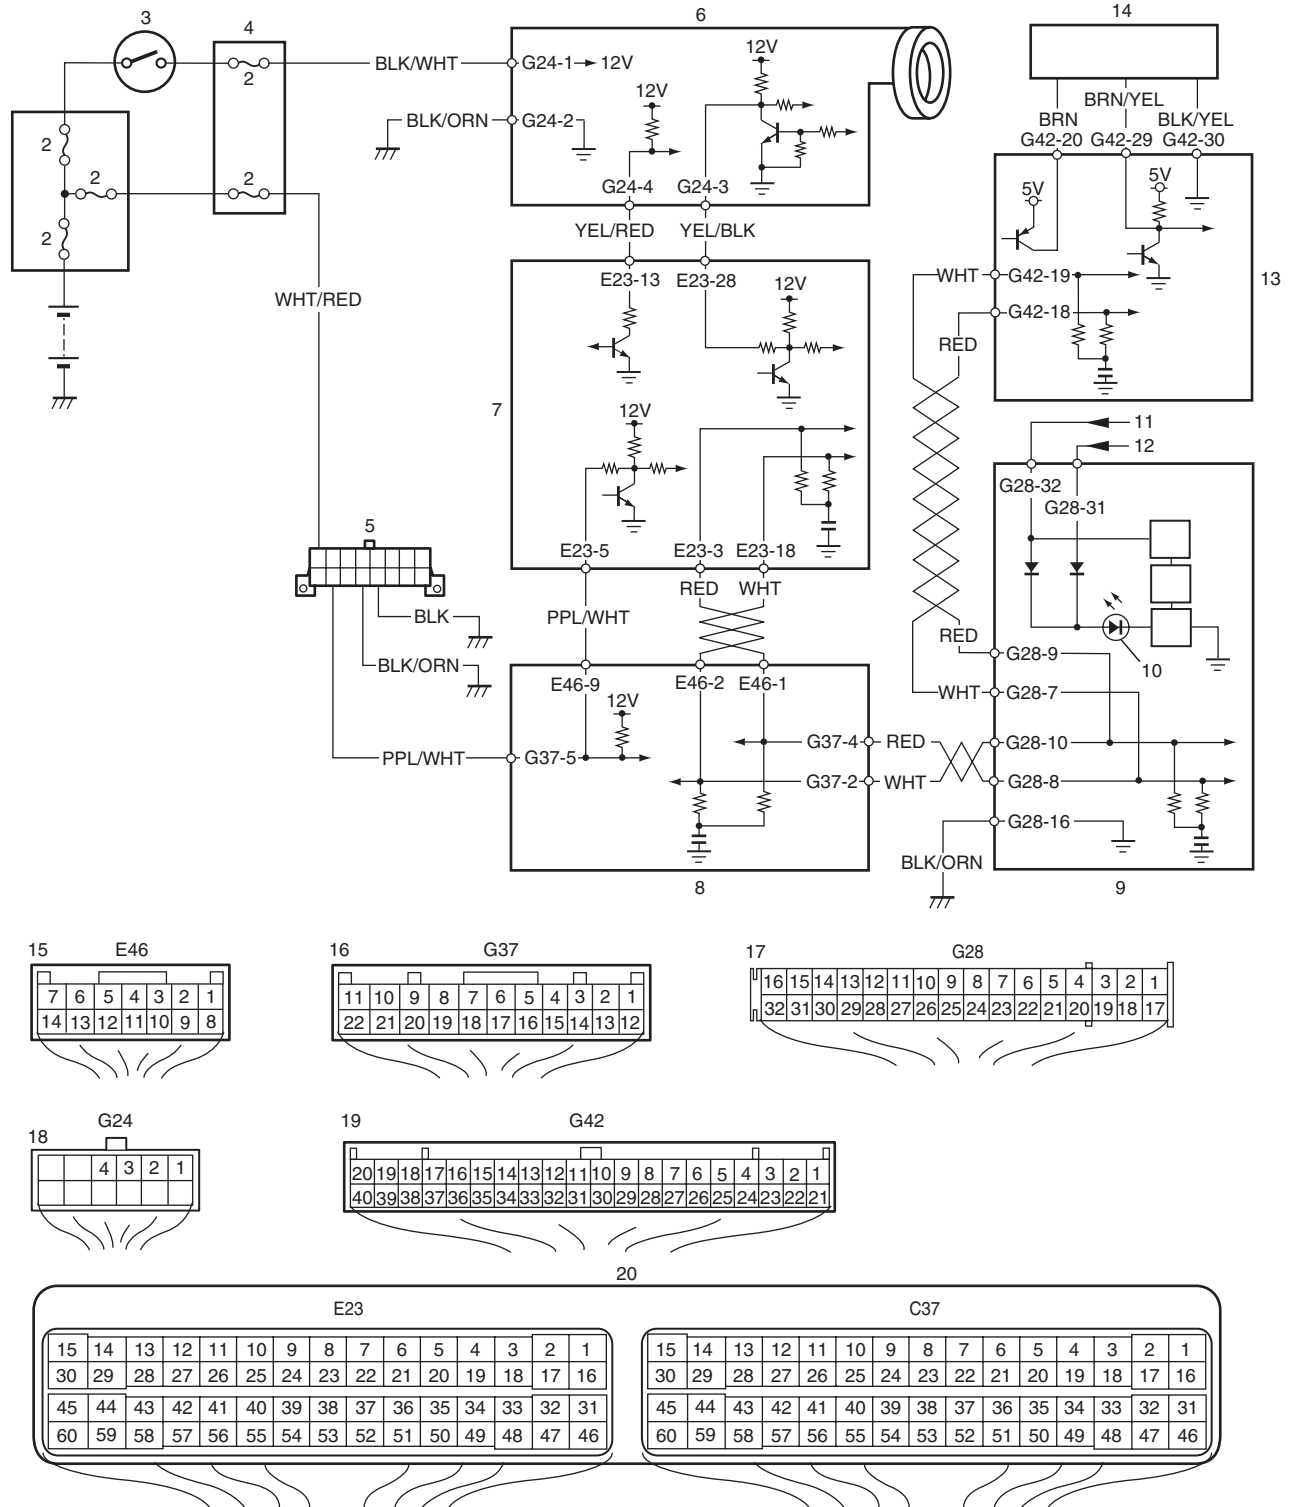 3
4
6
14
2
BLK/WHT
G24-1
12V
12V
12V
BRN/YEL
BRN
BLK/YEL
2
BLK/ORN
G24-2
G42-20
G42-29
G42-30
2
2
G24-4
G24-3
5V
5V
2
YEL/RED
YEL/BLK
E23-13
E23-28
WHT
G42-19
13
12V
WHT/RED
G42-18
RED
7
12V
11
12
G28-32
G28-31
5
E23-5
E23-3
E23-18
RED
WHT
BLK
PPL/WHT
RED
G28-9
10
BLK/ORN
E46-9
E46-2
E46-1
12V
WHT
G28-7
PPL/WHT
G37-5
G37-4
RED
G28-10
G37-2
WHT
G28-8
G28-16
BLK/ORN
8
9
15
E46
16
G37
17
G28
7 6 5 4 3 2 1
14 13 12 11 10 9 8
11 10 9 8 7 6 5 4 3 2 1
22 21 20 19 18 17 16 15 14 13 12
16 15 14 13 12 11 10 9 8 7 6 5 4 3 2 1
32 31 30 29 28 27 26 25 24 23 22 21 20 19 18 17
18
G24
19
G42
4 3 2 1
20 19 18 17 16 15 14 13 12 11 10 9 8 7 6 5 4 3 2 1
40 39 38 37 36 35 34 33 32 31 30 29 28 27 26 25 24 23 22 21
20
E23
C37
15 14 13 12 11 10 9 8 7 6 5 4 3 2 1
30 29 28 27 26 25 24 23 22 21 20 19 18 17 16
45 44 43 42 41 40 39 38 37 36 35 34 33 32 31
60 59 58 57 56 55 54 53 52 51 50 49 48 47 46
15 14 13 12 11 10 9 8 7 6 5 4 3 2 1
30 29 28 27 26 25 24 23 22 21 20 19 18 17 16
45 44 43 42 41 40 39 38 37 36 35 34 33 32 31
60 59 58 57 56 55 54 53 52 51 50 49 48 47 46